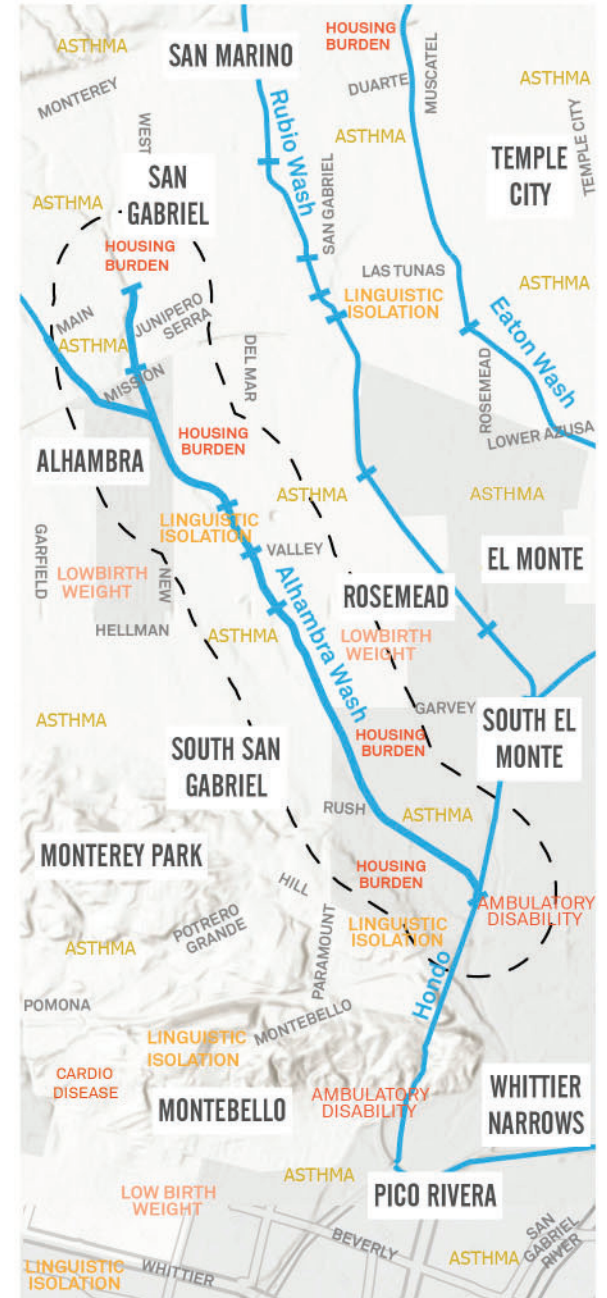 ASTHMA
SAN MARINO
HOUSING
BURDEN
MONTEREY
DUARTE
MUSCATEL
ASTHMA
WEST
Rubio Wash
ASTHMA
TEMPLE
CITY
TEMPLE CITY
SAN
GABRIEL
ASTHMA
SAN GABRIEL
HOUSING
BURDEN
LAS TUNAS
ASTHMA
LINGUISTIC
ISOLATION
Eaton Wash
MAIN
JUNIPERO
SERRA
ASTHMA
DEL MAR
ROSEMEAD
MISSION
LOWER AZUSA
HOUSING
BURDEN
ALHAMBRA
ASTHMA
ASTHMA
LINGUISTIC
ISOLATION
GARFIELD
VALLEY
EL MONTE
LOWBIRTH
WEIGHT
NEW
Alhambra Wash
ROSEMEAD
HELLMAN
ASTHMA
LOWBIRTH
WEIGHT
GARVEY
ASTHMA
SOUTH EL
MONTE
SOUTH SAN
GABRIEL
HOUSING
BURDEN
RUSH
ASTHMA
MONTEREY PARK
HOUSING
BURDEN
HILL
AMBULATORY
DISABILITY
LINGUISTIC
ISOLATION
POTRERO
GRANDE
ASTHMA
PARAMOUNT
Hondo
POMONA
MONTEBELLO
LINGUISTIC
ISOLATION
CARDIO
DISEASE
MONTEBELLO
AMBULATORY
DISABILITY
WHITTIER
NARROWS
ASTHMA
LOW BIRTH
WEIGHT
PICO RIVERA
BEVERLY
SAN
GABRIEL
RIVER
ASTHMA
LINGUISTIC
ISOLATION
WHITTIER